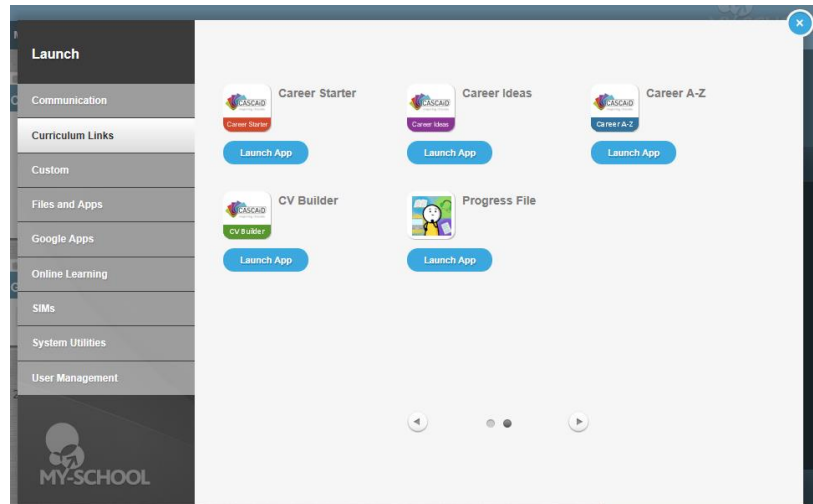 Launch
Communication
Curriculum Links
Custom
Files and Apps
Google Apps
Online Learning
SIMs
System Utilities
User Management
MY-SCHOOL
CASCAiD
Career Starter
Career Starter
Launch App
CASCAiD
Career Ideas
Career Ideas
Launch App
CASCAiD
Career A-Z
Career A-Z
Launch App
CASCAiD
CV Builder
CV Builder
Launch App
Progress File
Launch App